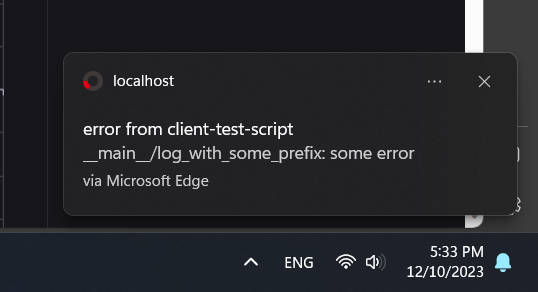 localhost
error from client-test-script
__main__/log_with_some_prefix: some error
via Microsoft Edge
ENG
5:33 PM
12/10/2023